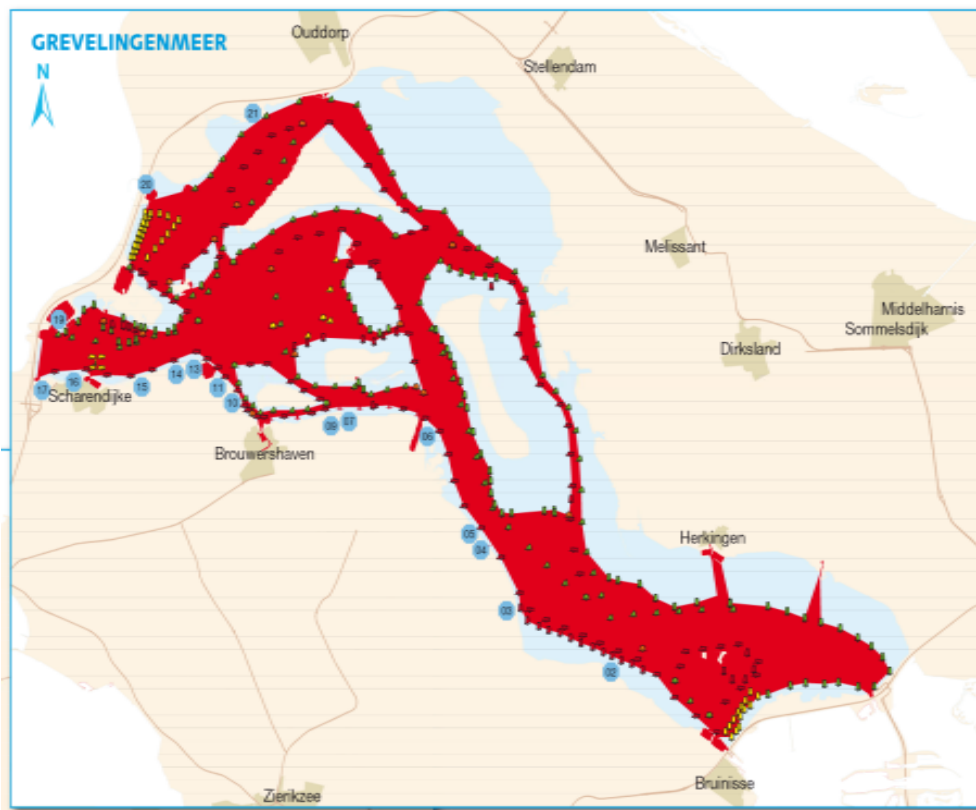 GREVELINGENMEER
N
Ouddorp
Stellendam
21
20
Melissant
Middelharnis
Sommelsdijk
19
Dirksland
17
16
15
14
13
11
10
Scharendijke
09
07
06
Brouwershaven
05
04
Herkingen
03
02
Bruinisse
Zierikzee